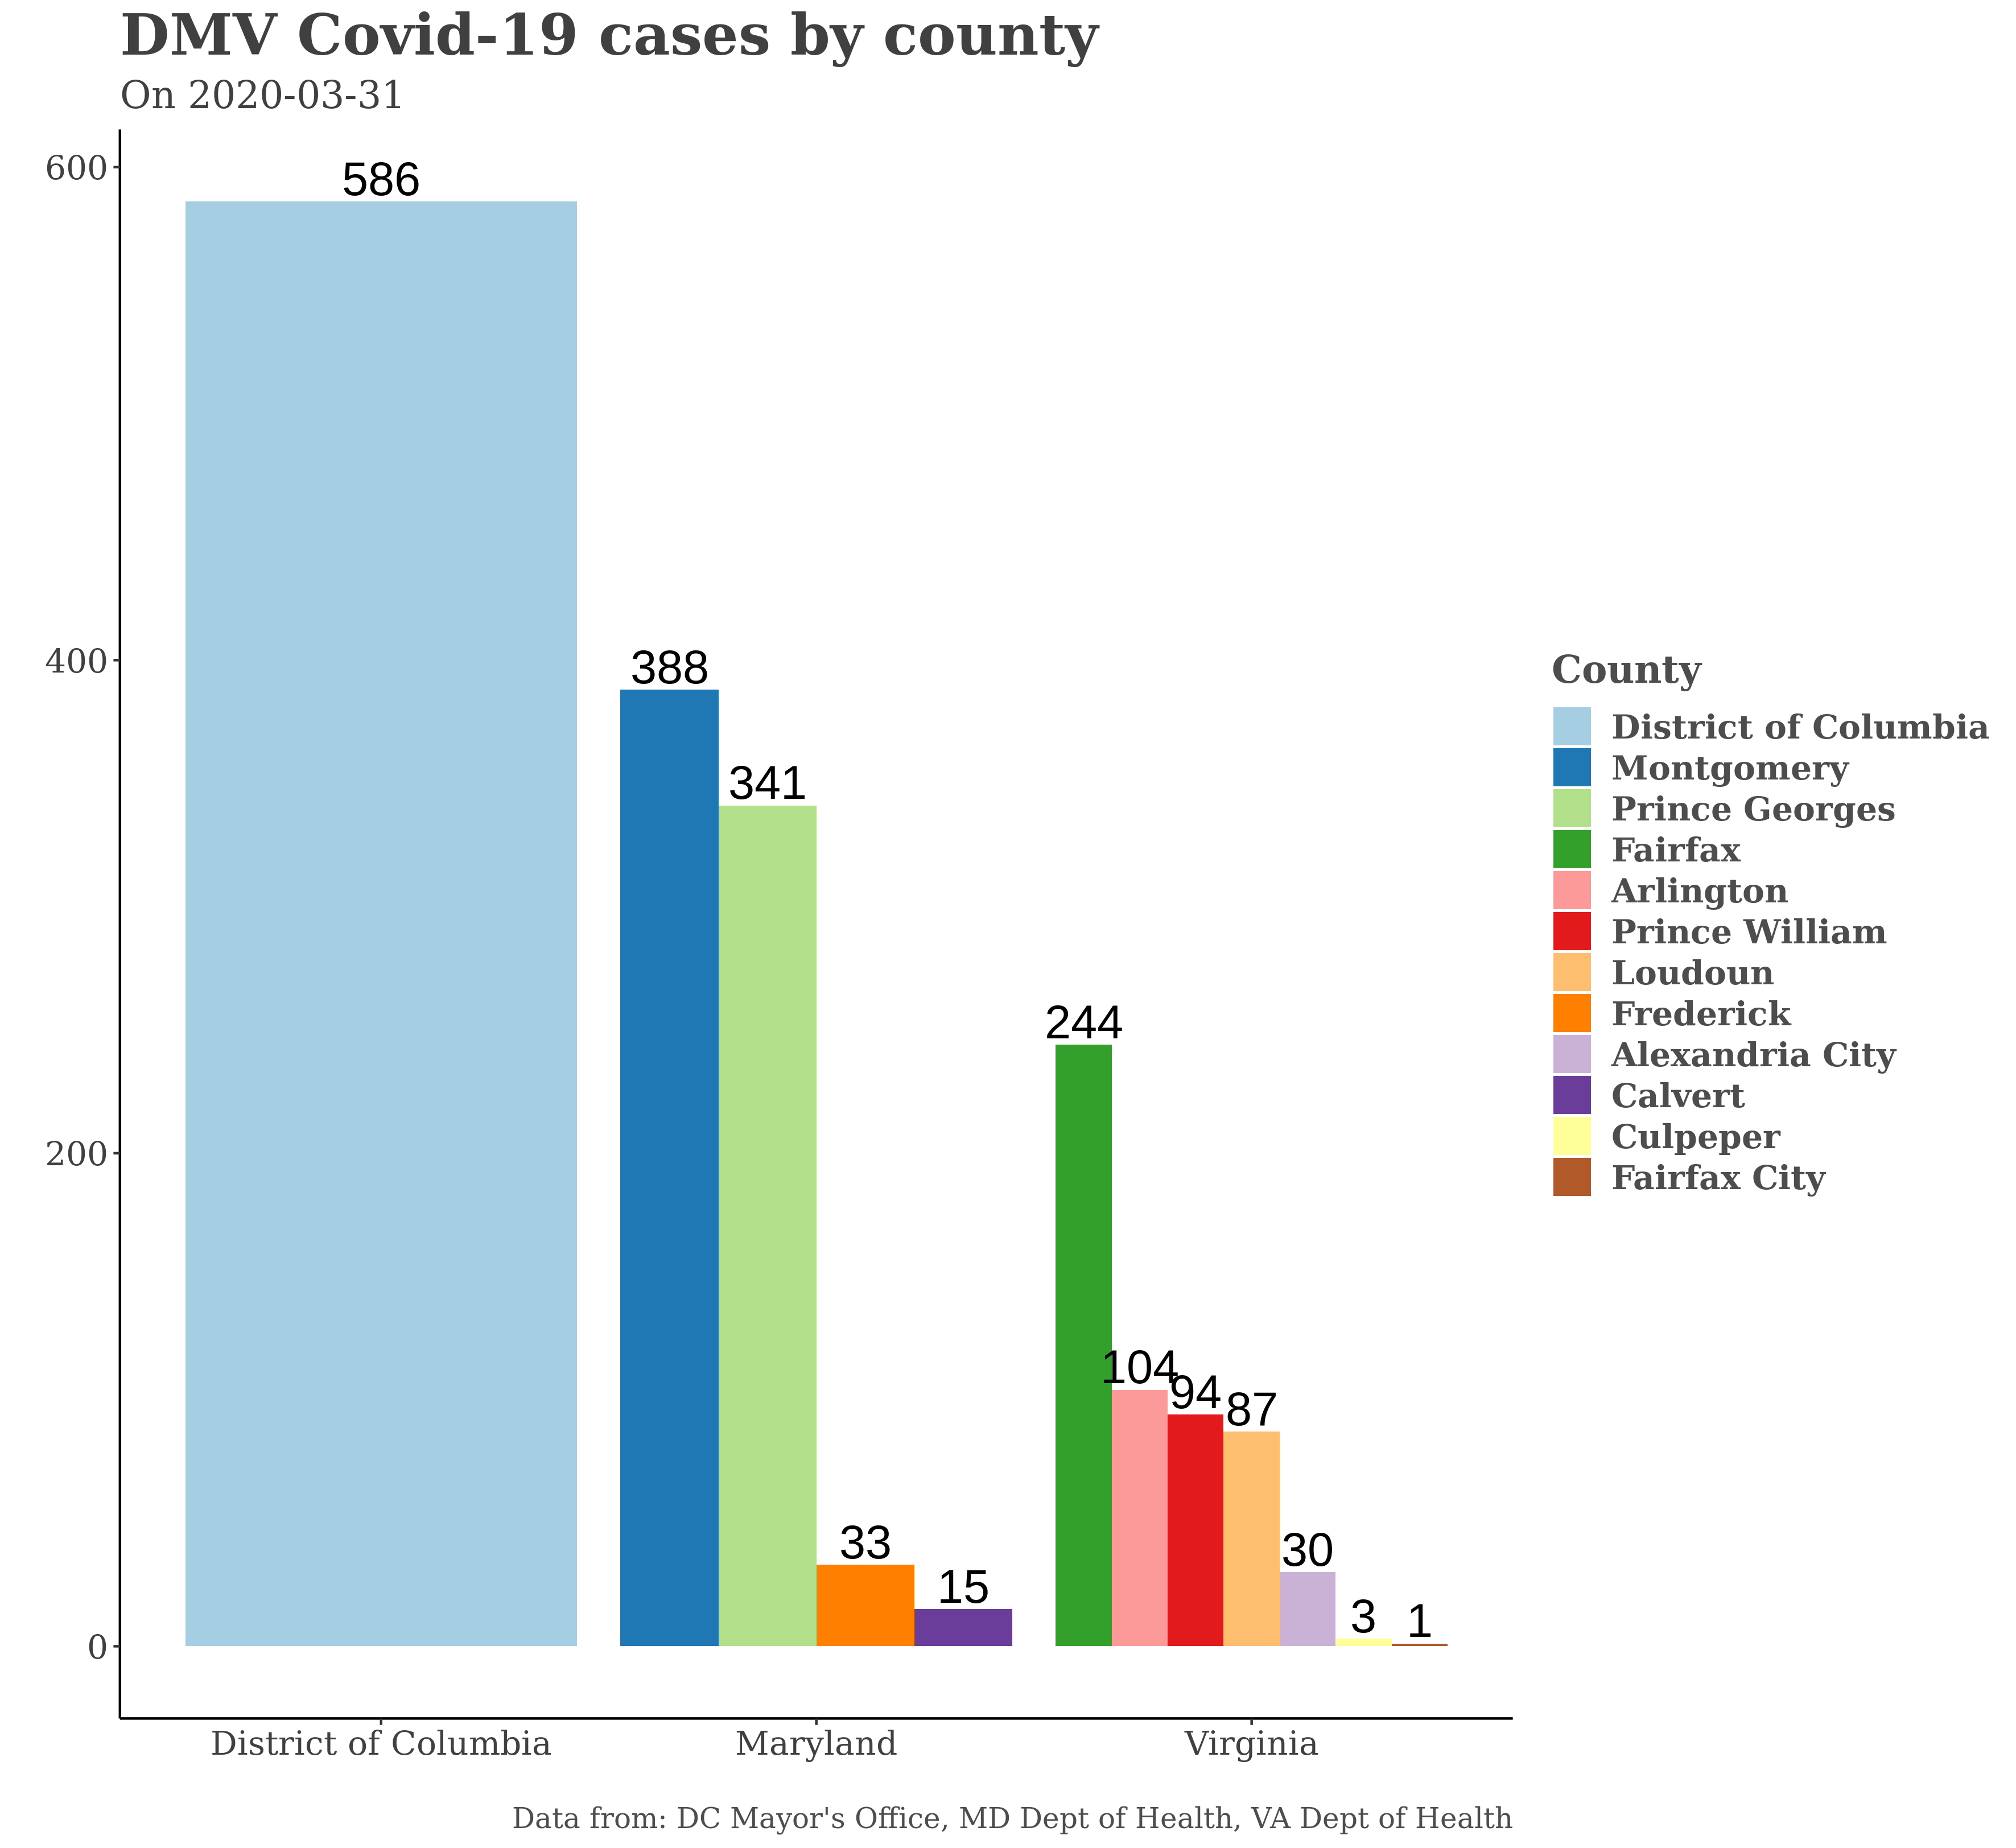 DMV Covid-19 cases by county
On 2020-03-31
600
400
200
0
586
388
341
33
15
244
104
94
87
30
3
1
District of Columbia
Maryland
Virginia
County
District of Columbia
Montgomery
Prince Georges
Fairfax
Arlington
Prince William
Loudoun
Frederick
Alexandria City
Calvert
Culpeper
Fairfax City
Data from: DC Mayor's Office, MD Dept of Health, VA Dept of Health